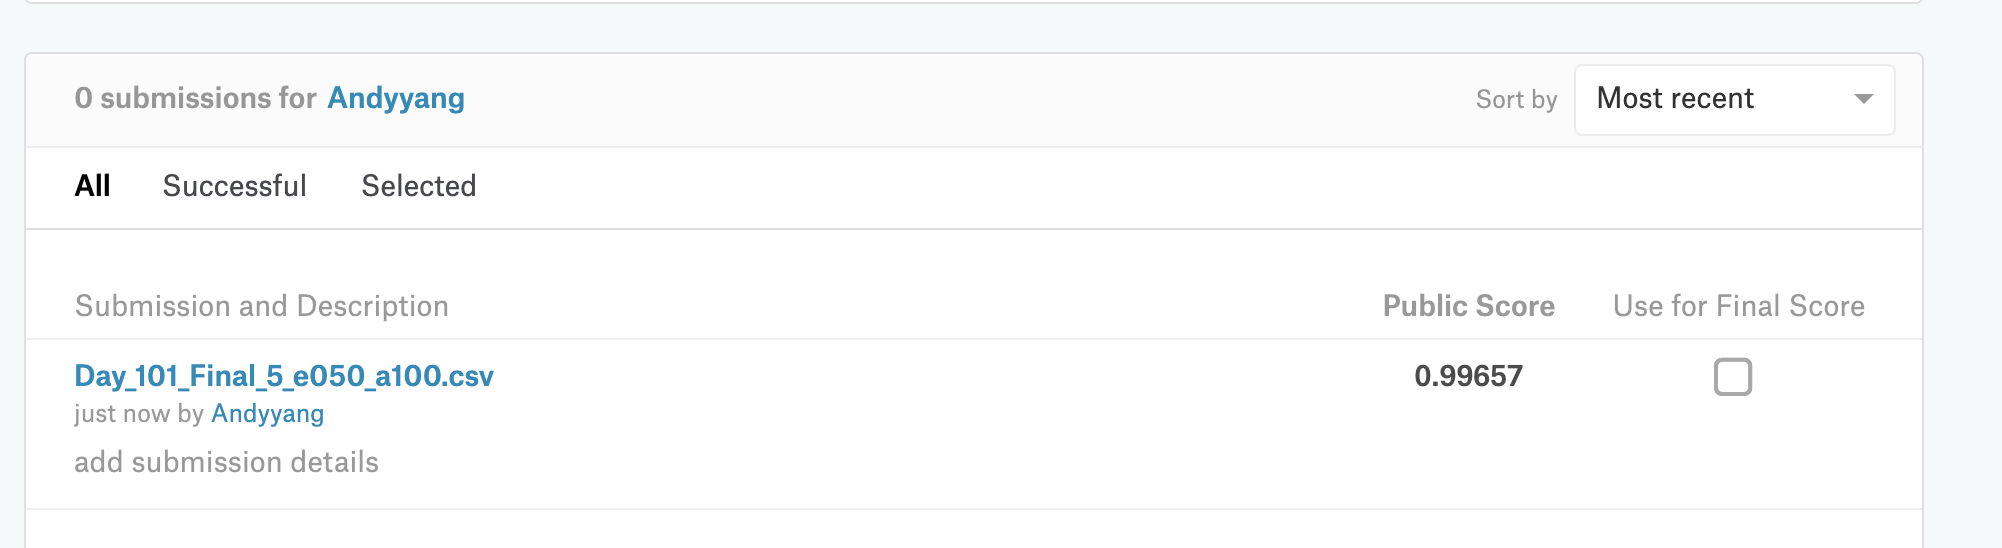 0 submissions for Andyyang
Sort by Most recent
All Successful Selected
Submission and Description Public Score Use for Final Score
Day_101_Final_5_e050_a100.csv 0.99657
just now by Andyyang
add submission details